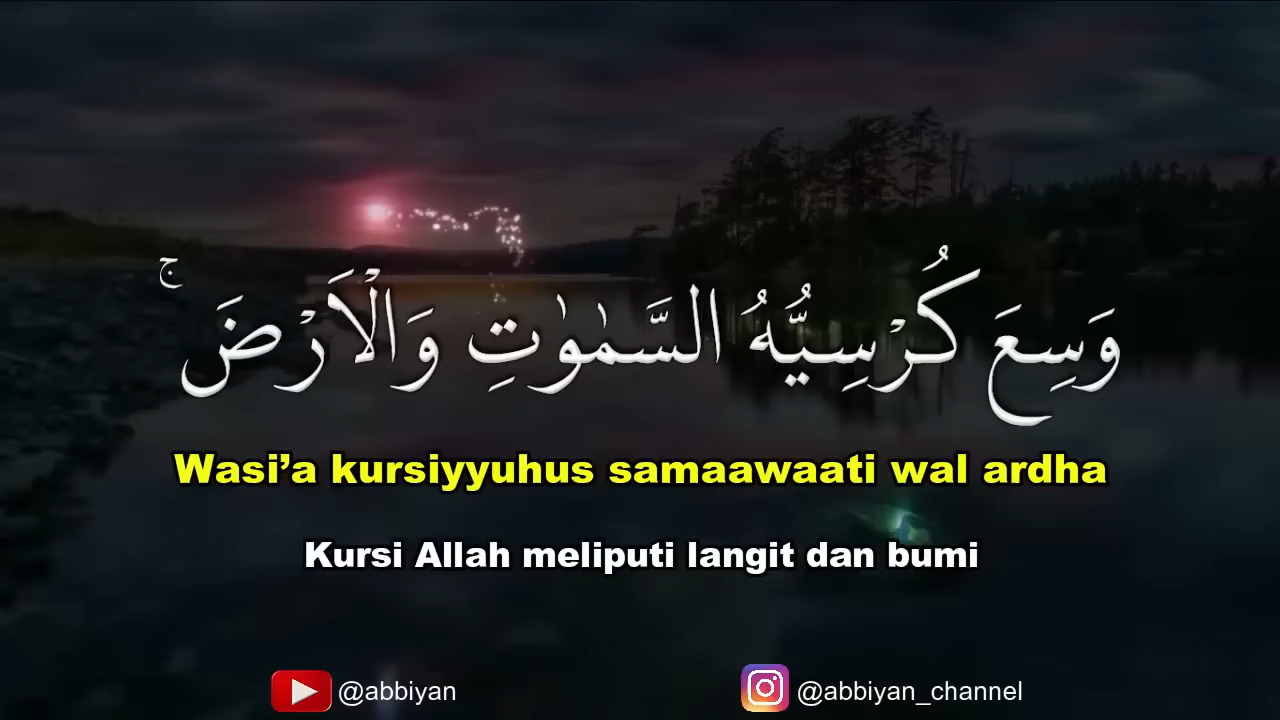 وَسِعَ كُرْسِيُّهُ السَّمٰوٰتِ وَالْاَرْضَ ۚ
Wasi’a kursiyyuhus samaawaati wal ardha
Kursi Allah meliputi langit dan bumi
@abbiyan
@abbiyan_channel